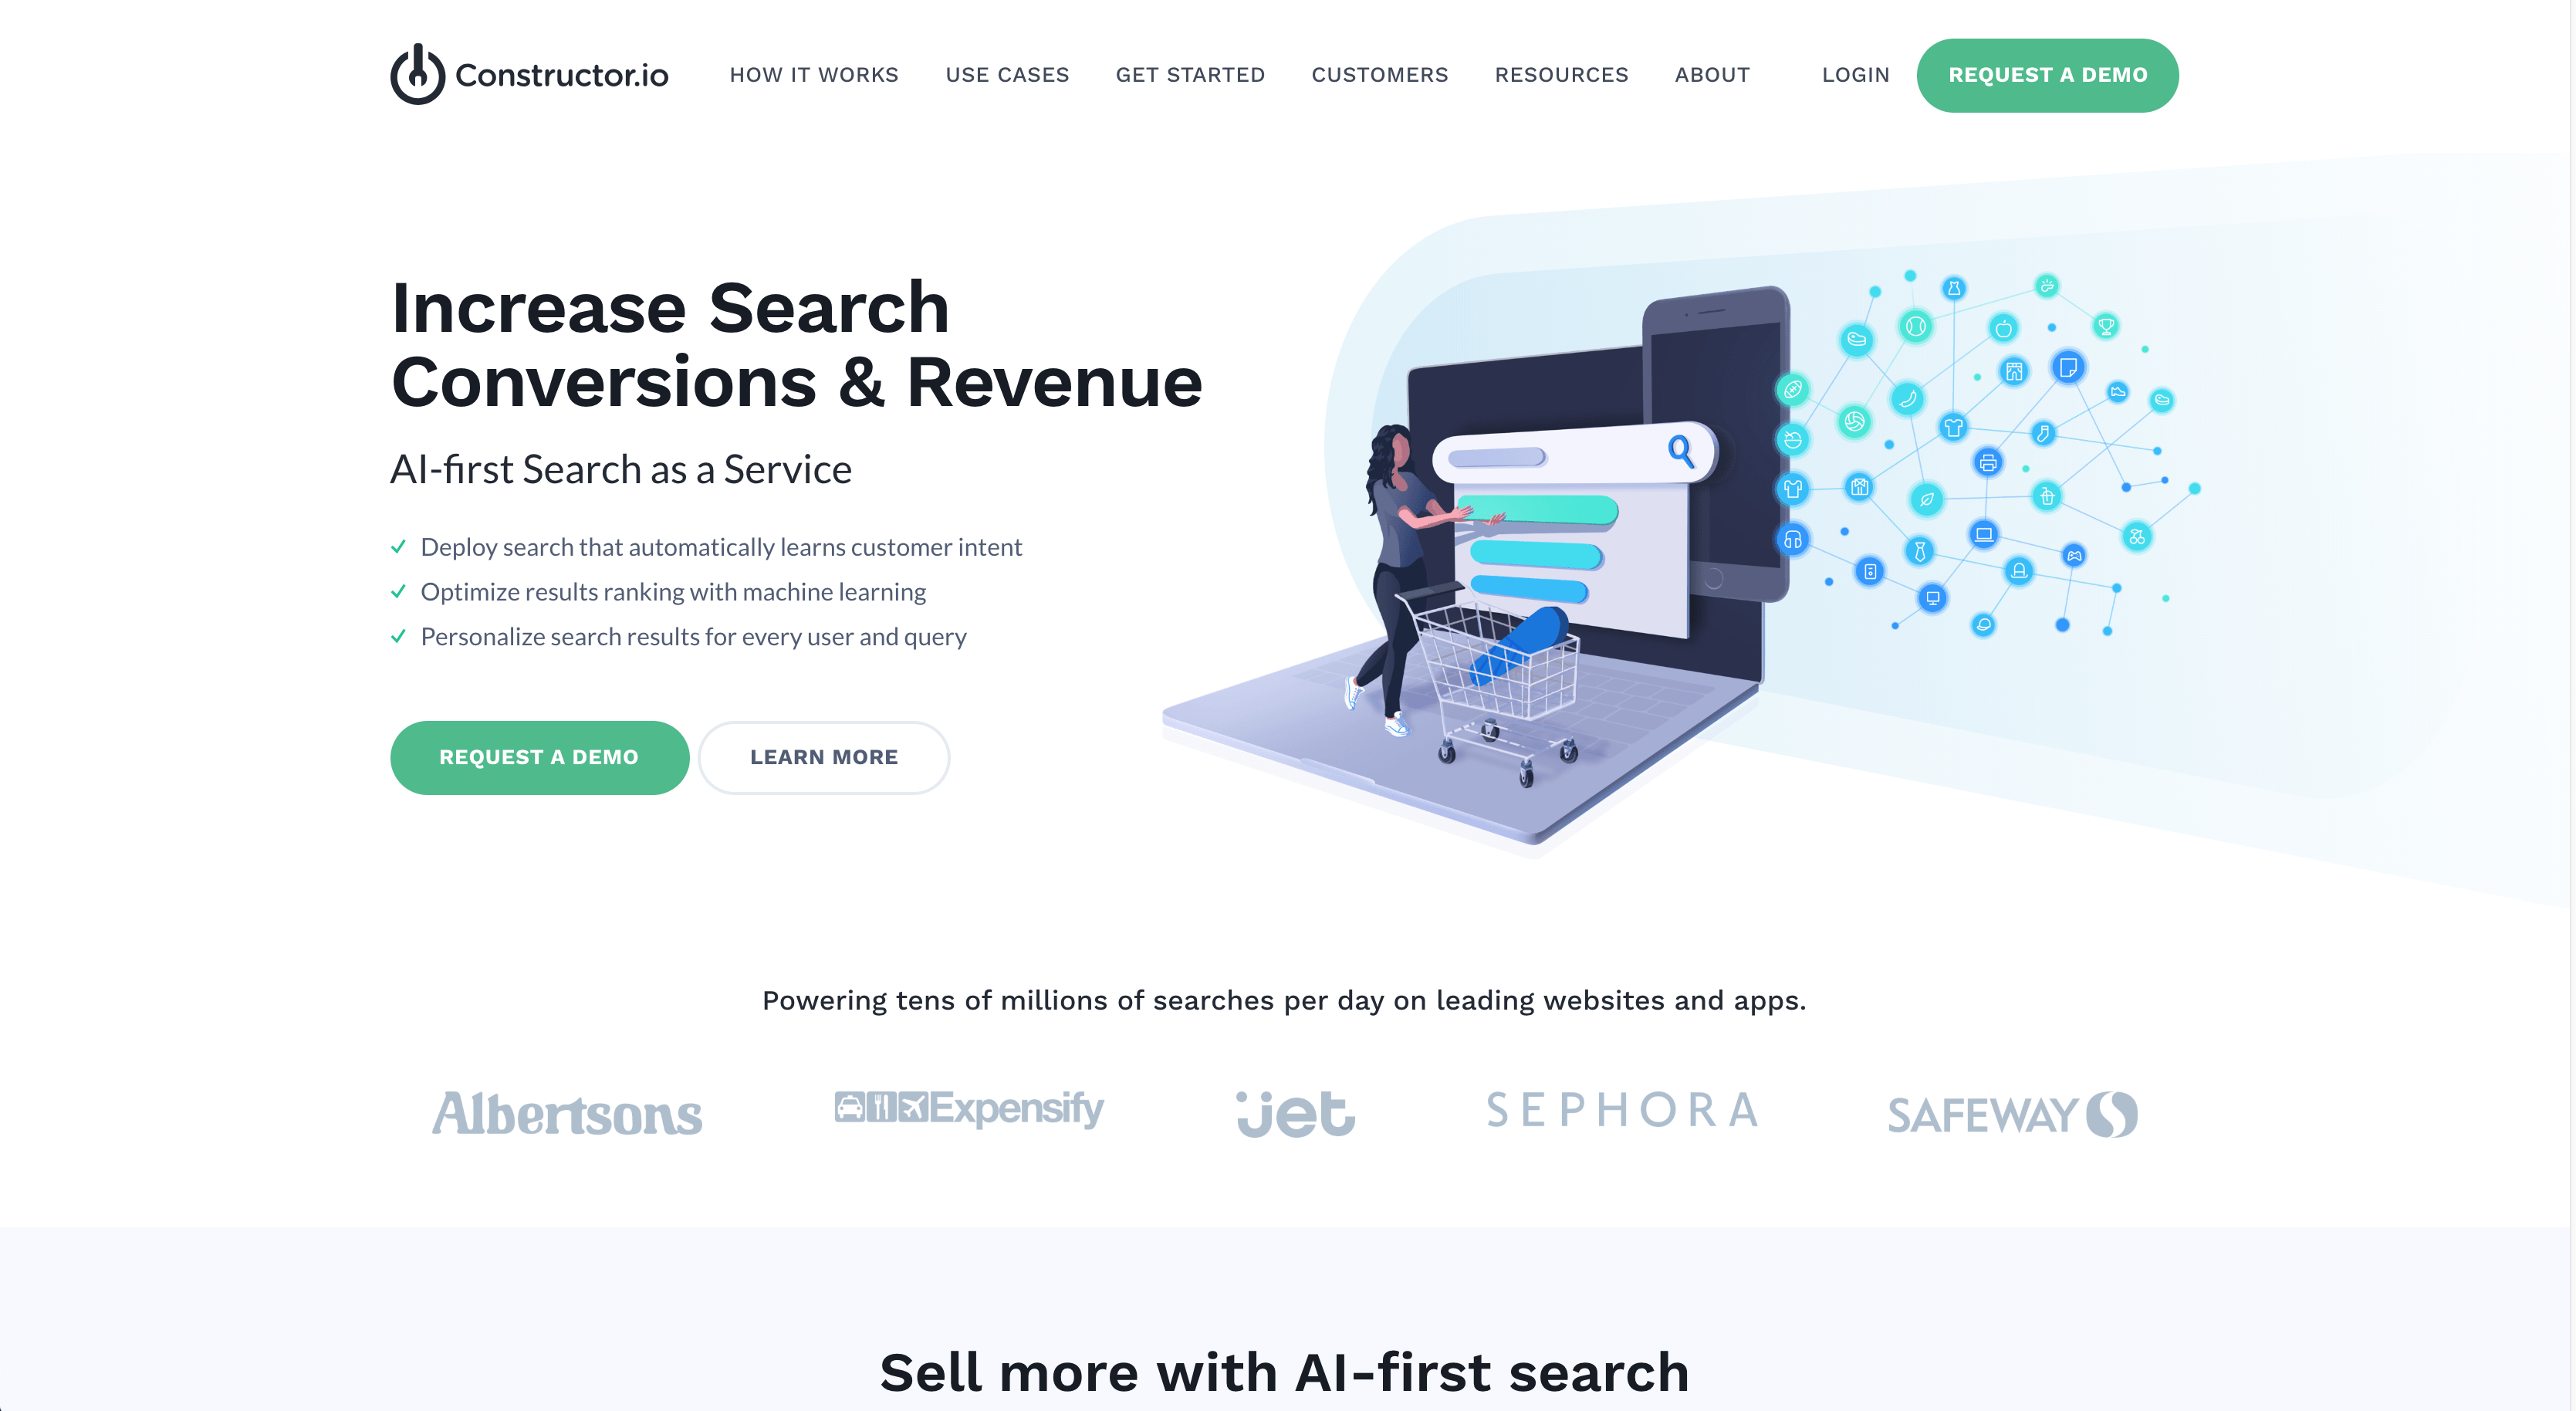 Constructor.io
HOW IT WORKS
USE CASES
GET STARTED
CUSTOMERS
RESOURCES
ABOUT
LOGIN
REQUEST A DEMO
Increase Search
Conversions & Revenue
AI-first Search as a Service
Deploy search that automatically learns customer intent
Optimize results ranking with machine learning
Personalize search results for every user and query
REQUEST A DEMO
LEARN MORE
Powering tens of millions of searches per day on leading websites and apps.
Albertsons
Expensify
jet
SEPHORA
SAFEWAY
Sell more with AI-first search